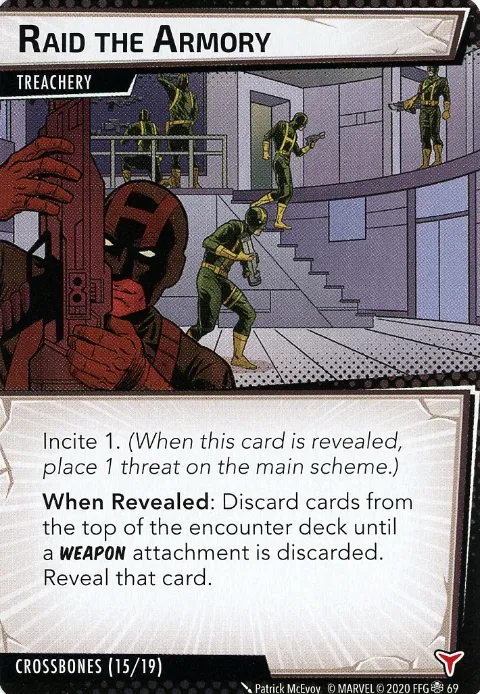 RAID THE ARMORY
TREACHERY
H
Incite 1. (When this card is revealed,
place 1 threat on the main scheme.)
When Revealed: Discard cards from
the top of the encounter deck until
a WEAPON attachment is discarded.
Reveal that card.
CROSSBONES (15/19)
Patrick McEvoy © MARVEL © 2020 FFG 69